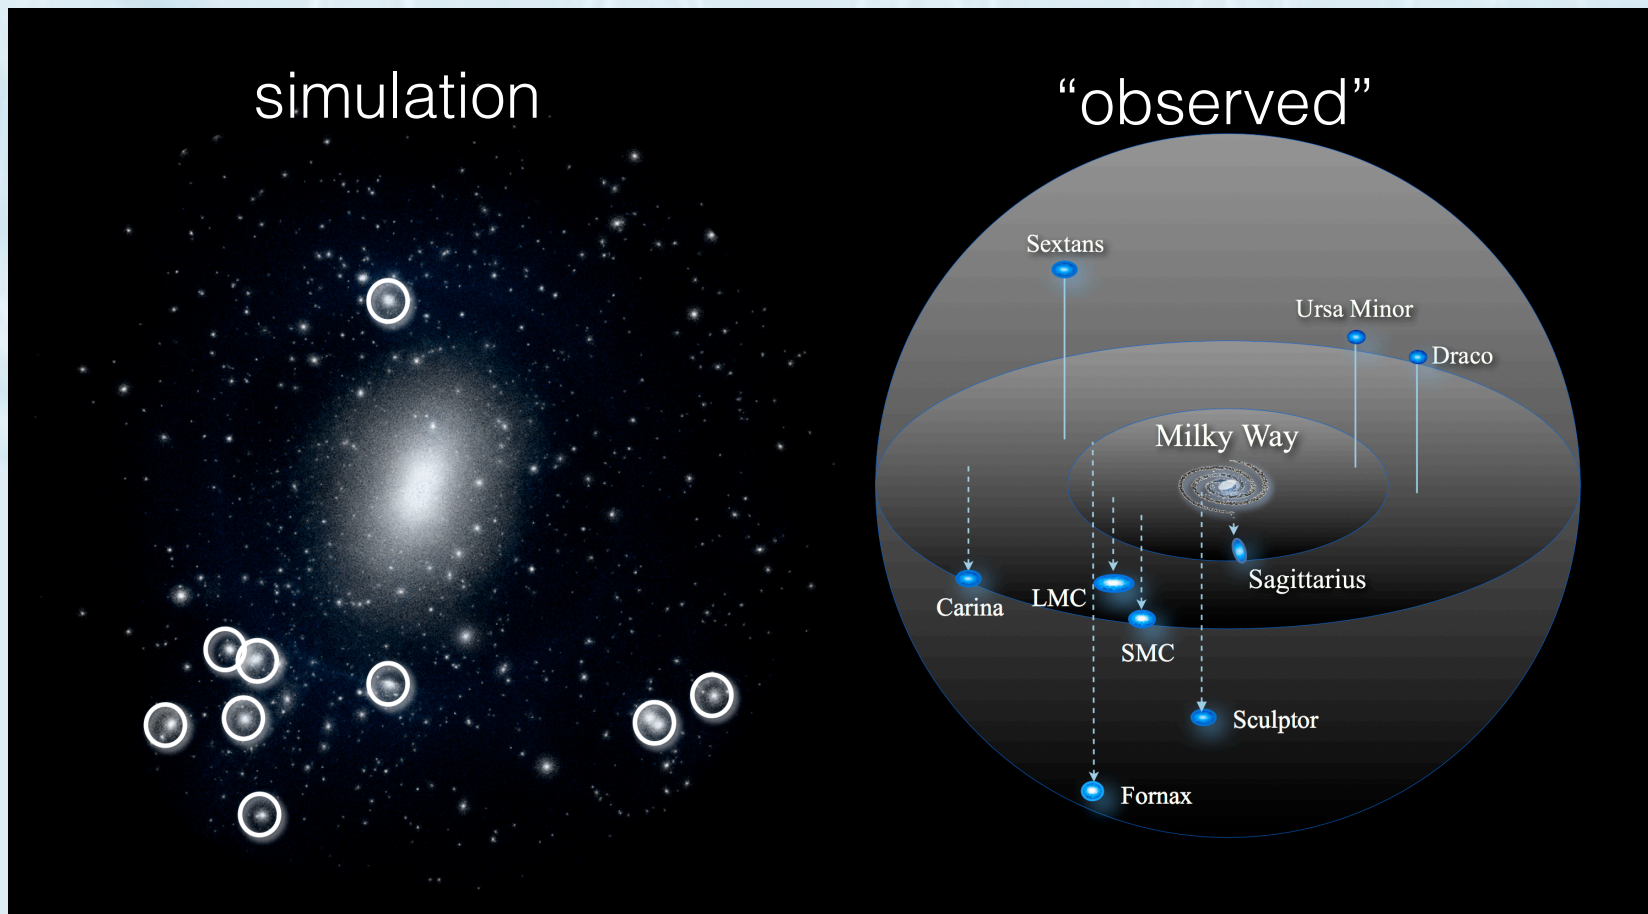 simulation
“observed”
Sextans
Ursa Minor
Draco
Milky Way
Sagittarius
Carina
LMC
SMC
Sculptor
Fornax